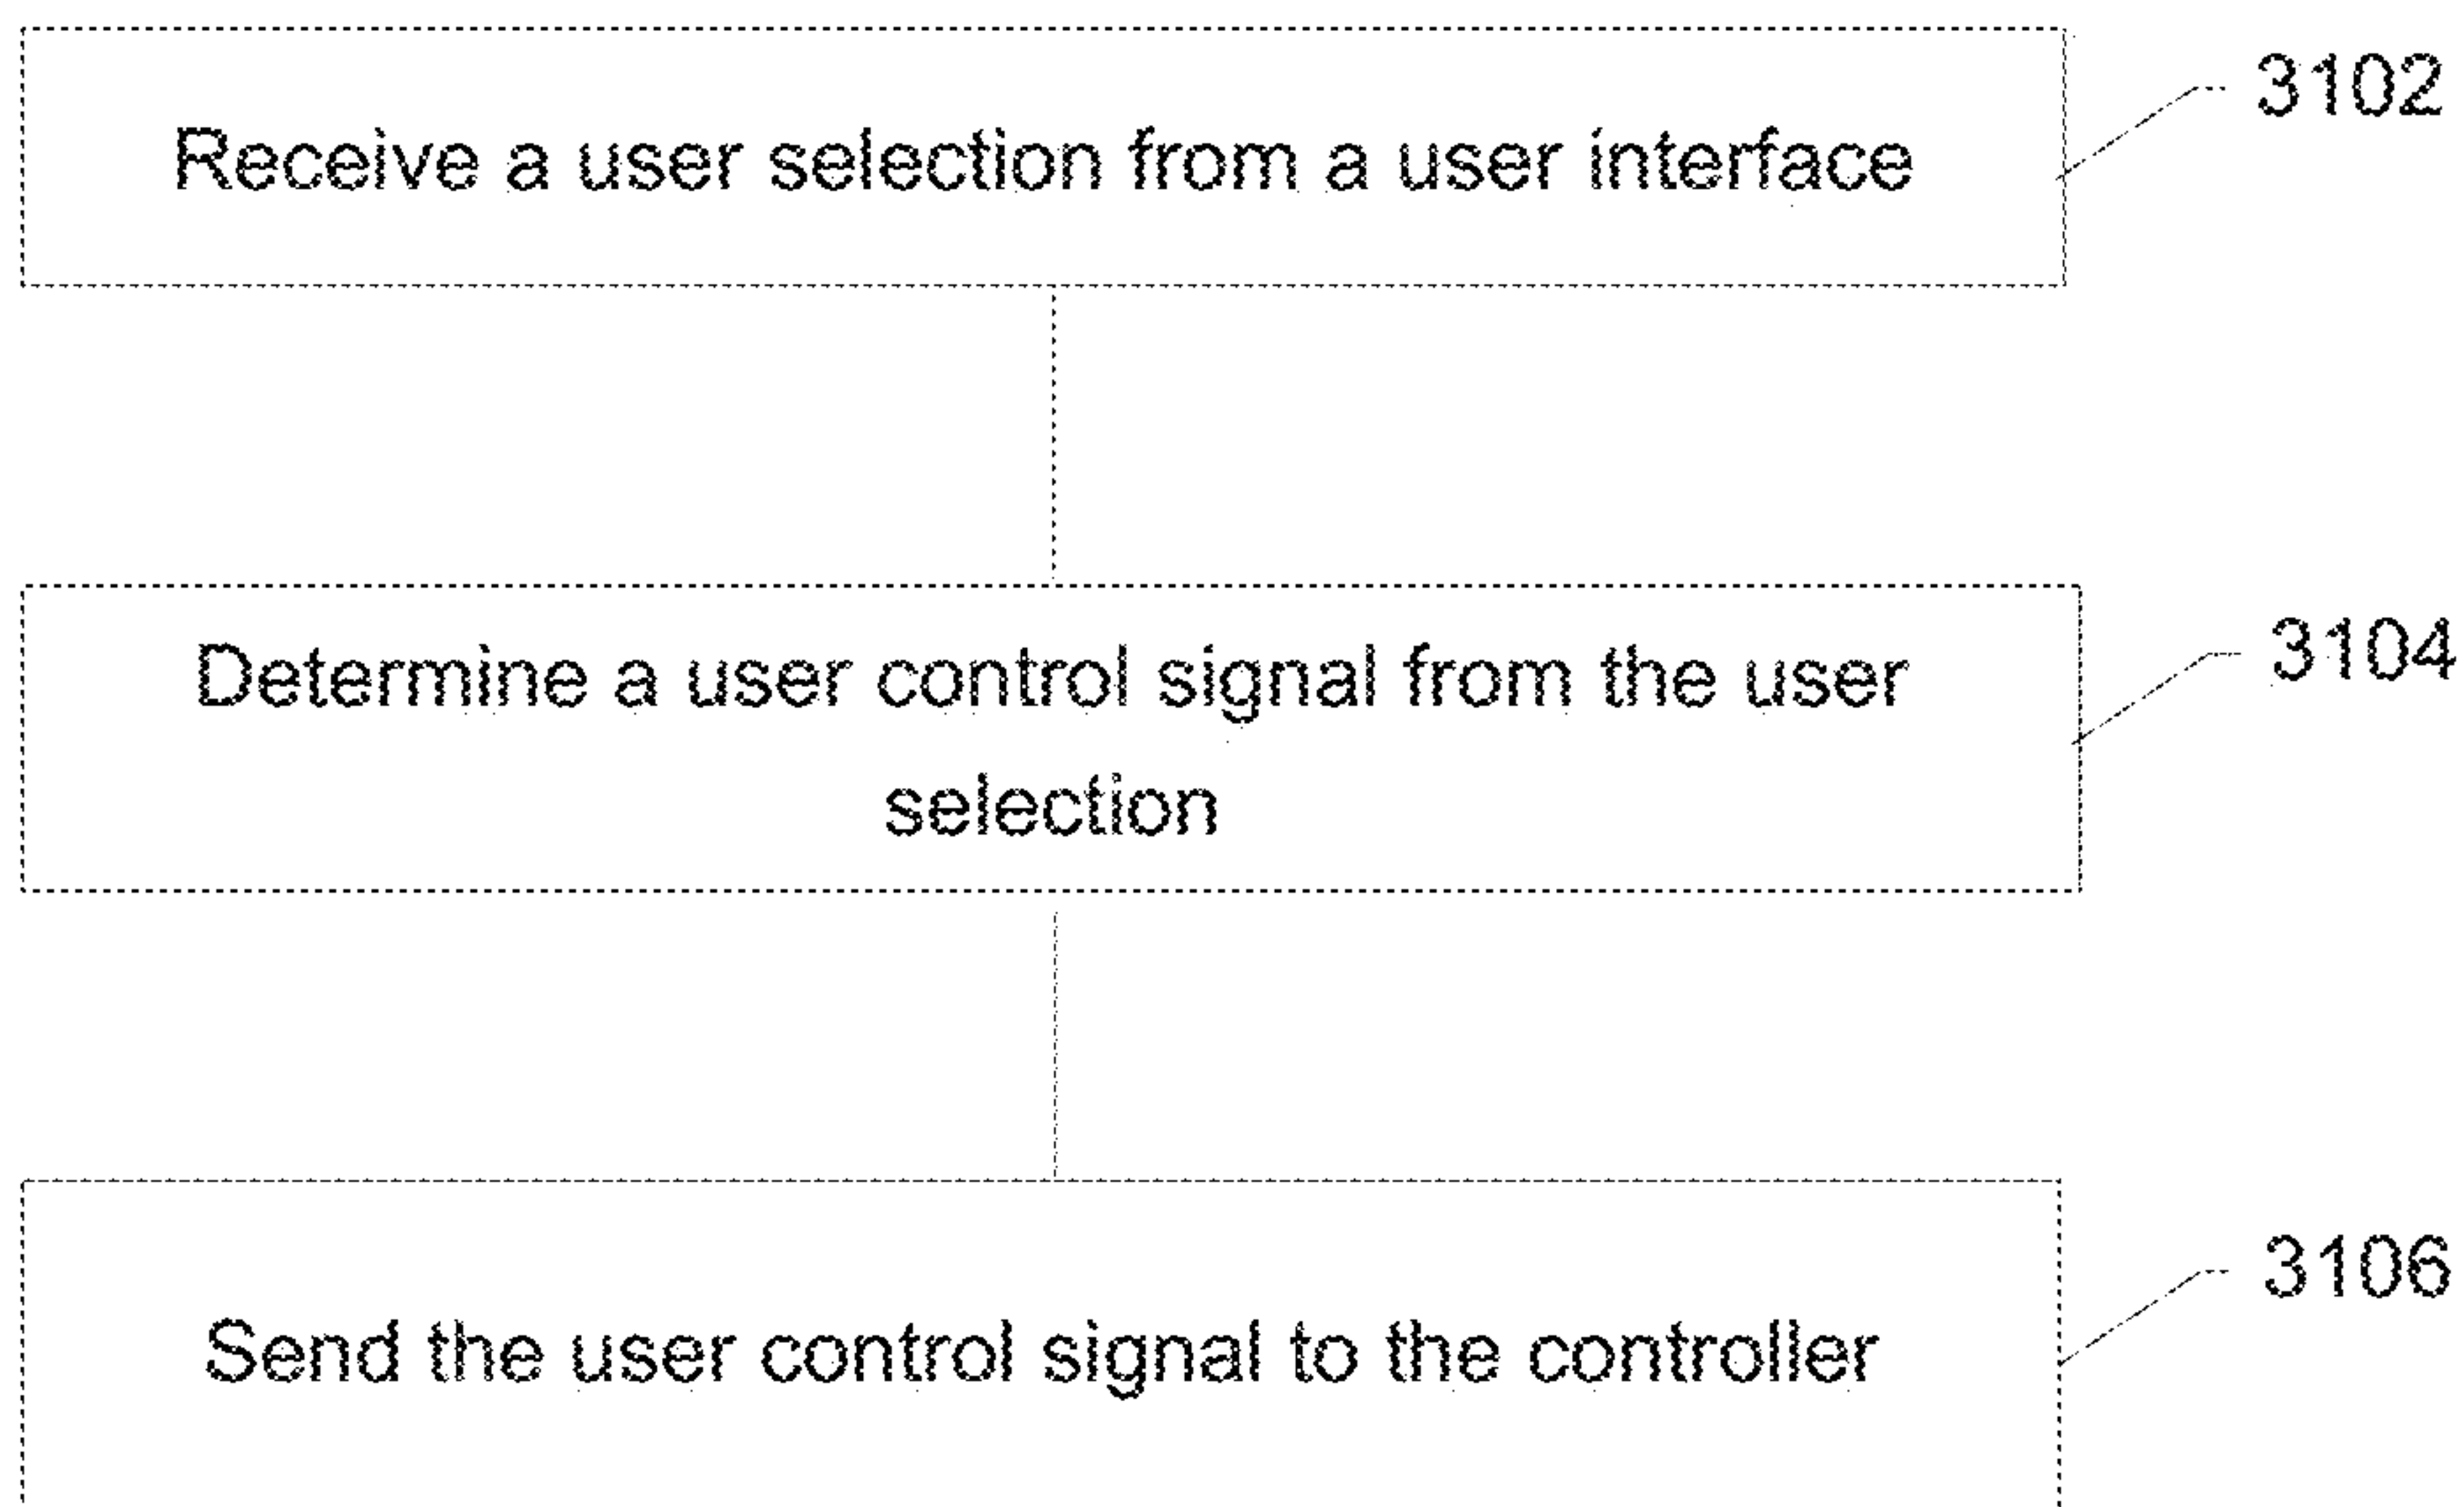 Receive a user selection from a user interface
3102
Determine a user control signal from the user
selection
3104
Send the user control signal to the controller
3106